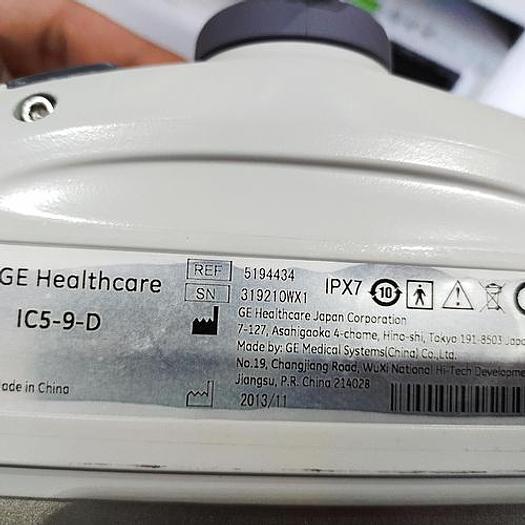 GE Healthcare
IC5-9-D
REF 5194434
SN 319210WX1
IPX7
10
GE Healthcare Japan Corporation
7-127, Asahigaoka 4-chome, Hino-shi, Tokyo 191-8503 Japa
Made by: GE Medical Systems(China) Co.,Ltd.
No.19, Changjiang Road, WuXi National Hi-Tech Developme
Jiangsu, P.R. China 214028
2013/11
ade in China